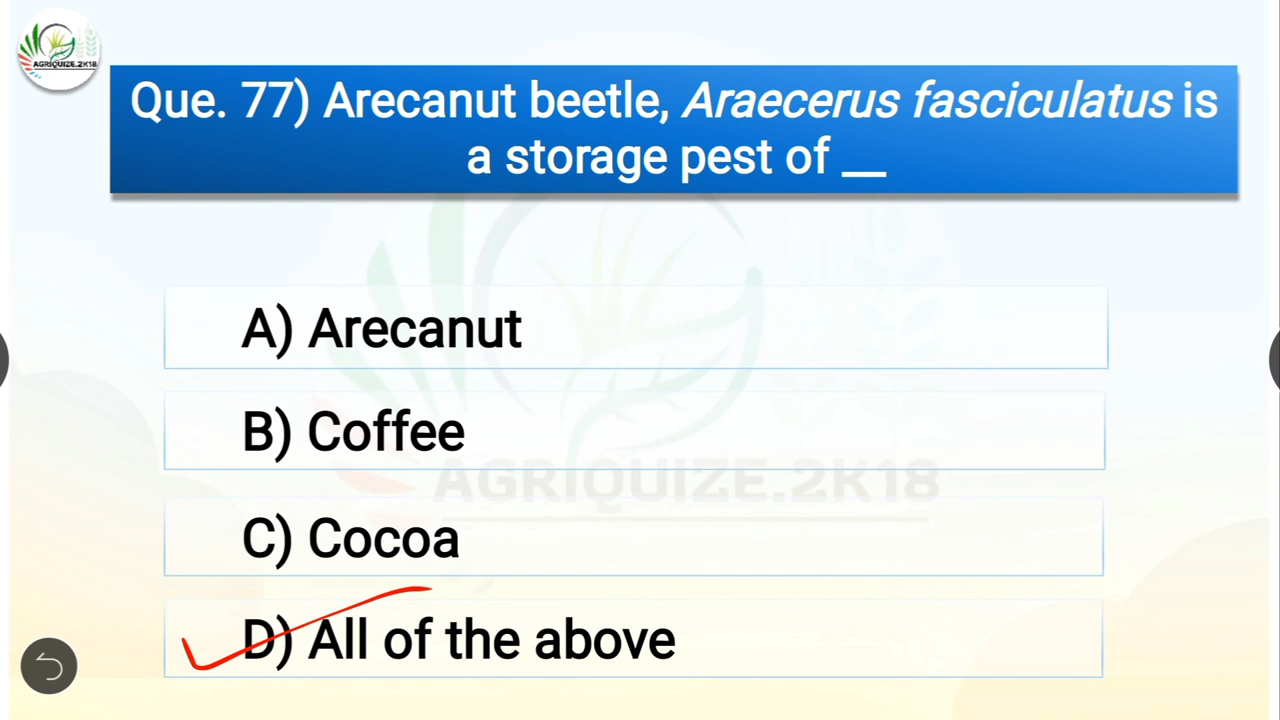 AGRIQUIZE.2K18
Que. 77) Arecanut beetle, Araecerus fasciculatus is
a storage pest of __
A) Arecanut
B) Coffee
AGRIQUIZE.2K18
C) Cocoa
D) All of the above